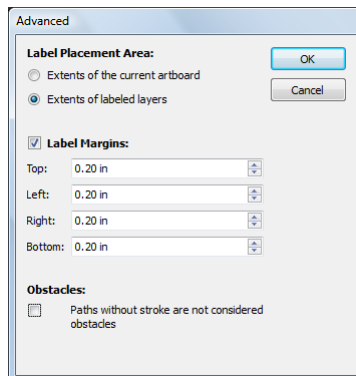 Advanced
Label Placement Area:
OK
Extents of the current artboard
Cancel
Extents of labeled layers
Label Margins:
Top: 0.20 in
Left: 0.20 in
Right: 0.20 in
Bottom: 0.20 in
Obstacles:
Paths without stroke are not considered
obstacles